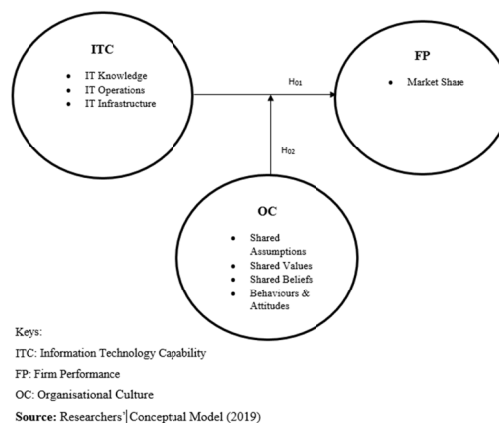 ITC
• IT Knowledge
• IT Operations
• IT Infrastructure
FP
• Market Share
H01
H02
OC
• Shared
Assumptions
• Shared Values
• Shared Beliefs
• Behaviours &
Attitudes
Keys:
ITC: Information Technology Capability
FP: Firm Performance
OC: Organisational Culture
Source: Researchers' Conceptual Model (2019)